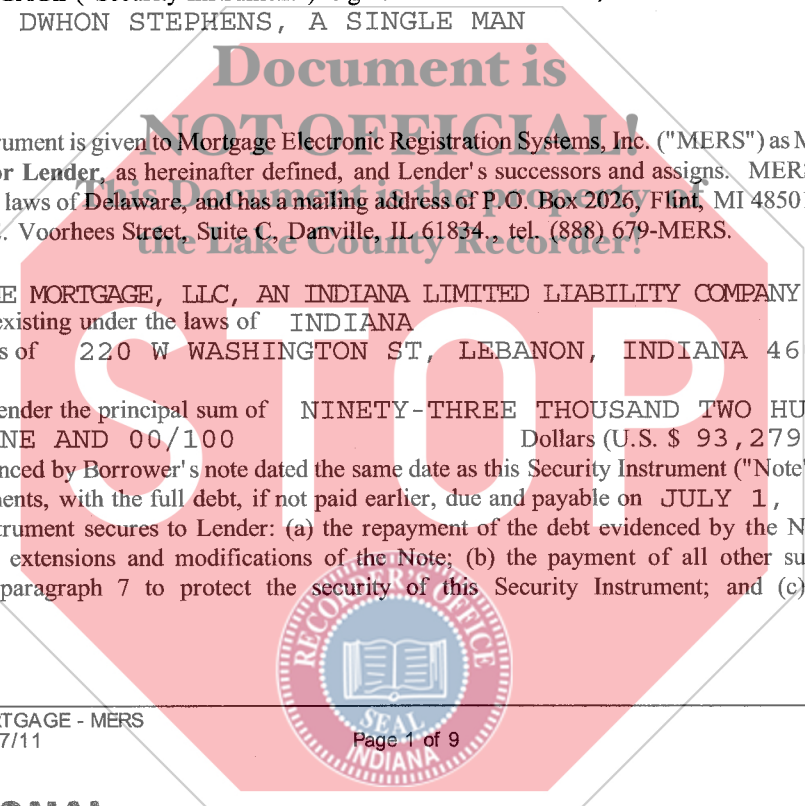 DWHON STEPHENS, A SINGLE MAN
Document is
NOT OFFICIAL!
rument is given to Mortgage Electronic Registration Systems, Inc. ("MERS") as
or Lender, as hereinafter defined, and Lender's successors and assigns. MER
laws of Delaware, and has a mailing address of P.O. Box 2026, Flint, MI 4850
This Document is the property of
. Voorhees Street, Suite C, Danville, IL 61834., tel. (888) 679-MERS.
the Lake County Recorder!
E MORTGAGE, LLC, AN INDIANA LIMITED LIABILITY COMPANY
existing under the laws of INDIANA
s of 220 W WASHINGTON ST, LEBANON, INDIANA 46
STOP
ender the principal sum of NINETY-THREE THOUSAND TWO HU
NE AND 00/100 Dollars (U.S. $ 93,279
nced by Borrower's note dated the same date as this Security Instrument ("Note"
ents, with the full debt, if not paid earlier, due and payable on JULY 1,
trument secures to Lender: (a) the repayment of the debt evidenced by the N
extensions and modifications of the Note; (b) the payment of all other su
paragraph 7 to protect the security of this Security Instrument; and (c)
RECORDER'S OFFICE
SEAL
INDIANA
TGAGE - MERS
7/11 Page 1 of 9